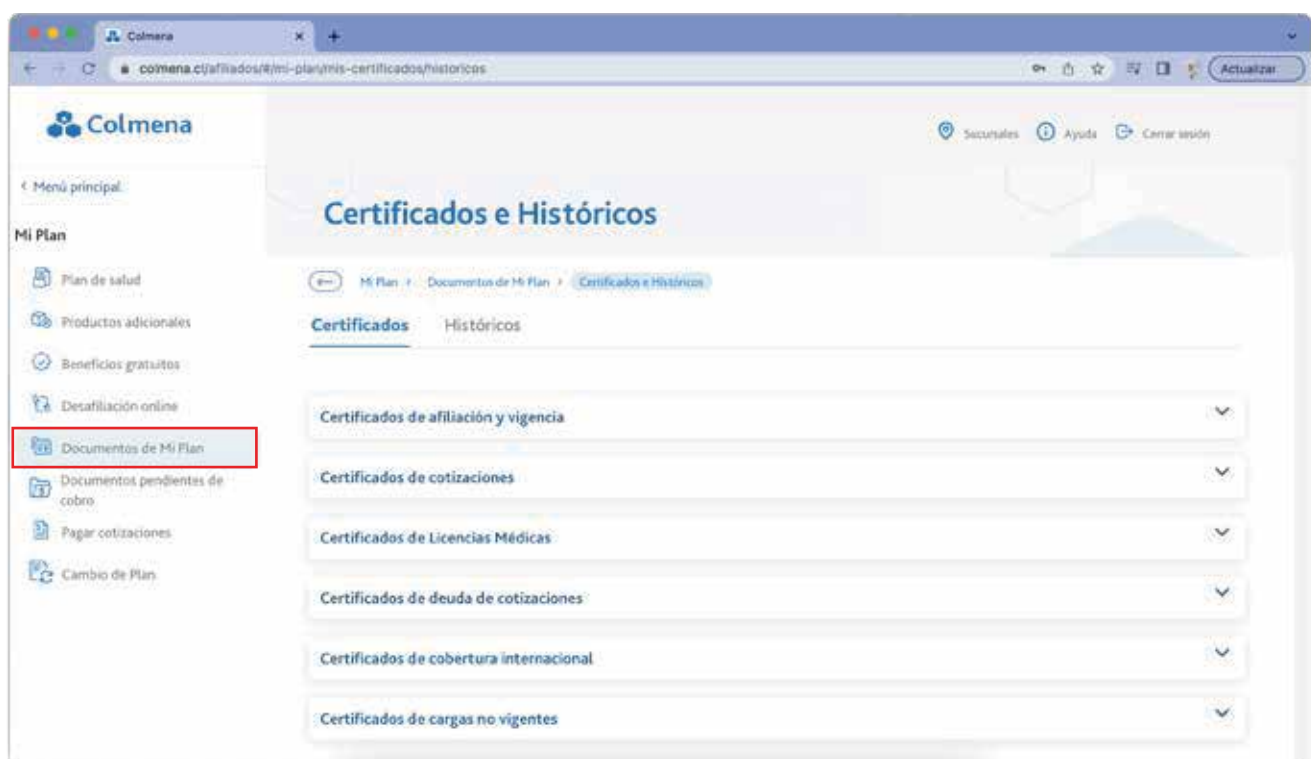 Colmena
colmena.cl/afiliados/#/mi-plan/mis-certificados/historicos
Actualizar
Colmena
Sucursales
Ayuda
Cerrar sesión
Menú principal
Mi Plan
Plan de salud
Productos adicionales
Beneficios gratuitos
Desafiliación online
Documentos de Mi Plan
Documentos pendientes de
cobro
Pagar cotizaciones
Cambio de Plan
Certificados e Históricos
Mi Plan > Documentos de Mi Plan > Certificados e Históricos
Certificados
Históricos
Certificados de afiliación y vigencia
Certificados de cotizaciones
Certificados de Licencias Médicas
Certificados de deuda de cotizaciones
Certificados de cobertura internacional
Certificados de cargas no vigentes